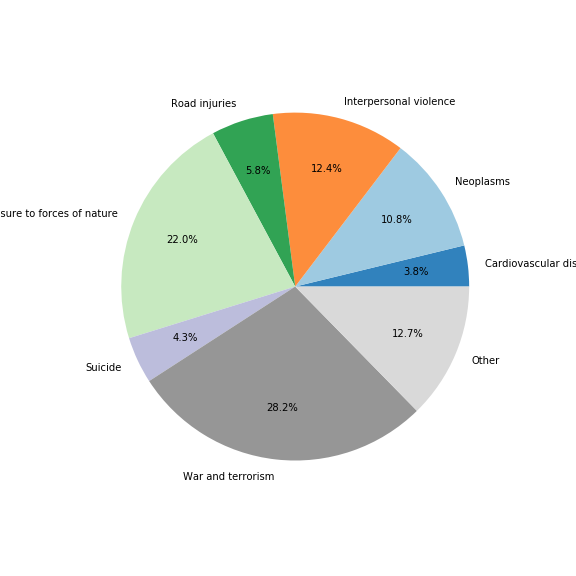 Interpersonal violence
Road injuries
12.4%
5.8%
Neoplasms
10.8%
sure to forces of nature
22.0%
Cardiovascular dis
3.8%
4.3%
12.7%
Suicide
Other
28.2%
War and terrorism